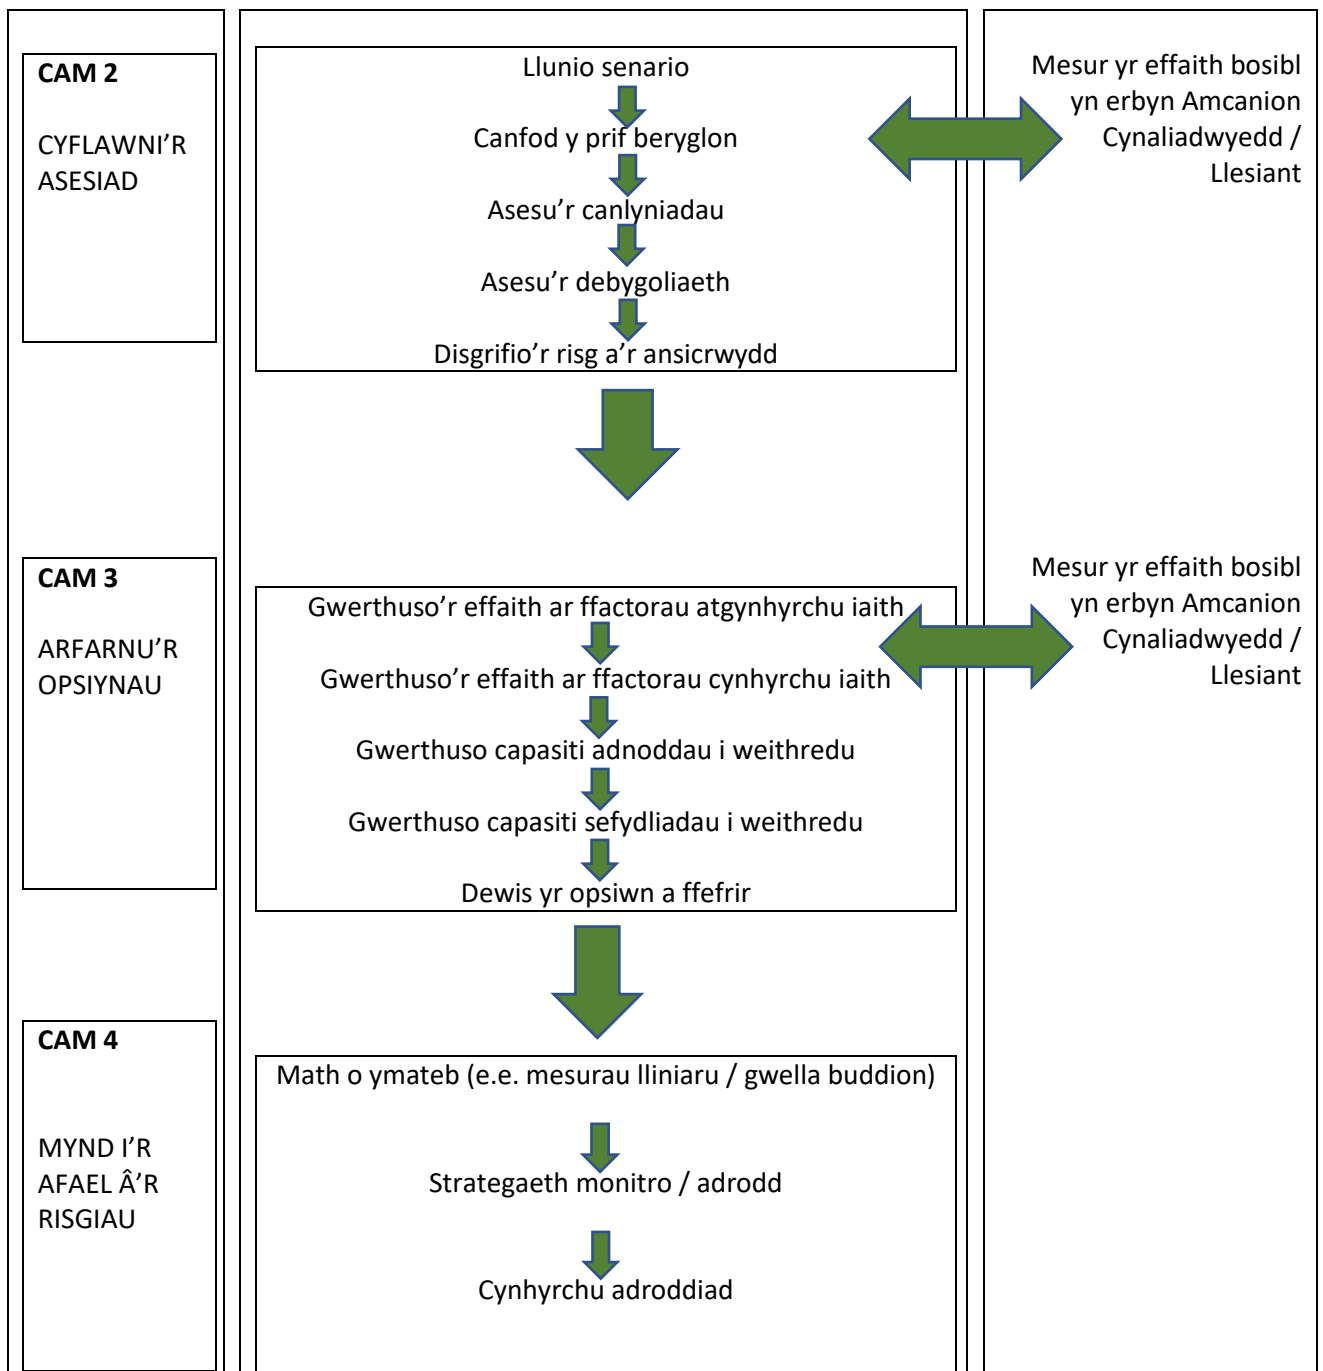 CAM 2
CYFLAWNI’R
ASESIAD
Llunio senario
Canfod y prif beryglon
Asesu’r canlyniadau
Asesu’r debygoliaeth
Disgrifio’r risg a’r ansicrwydd
Mesur yr effaith bosibl
yn erbyn Amcanion
Cynaliadwyedd /
Llesiant
CAM 3
ARFARNU’R
OPSIYNAU
Gwerthuso’r effaith ar ffactorau atgynhyrchu iaith
Gwerthuso’r effaith ar ffactorau cynhyrchu iaith
Gwerthuso capasiti adnoddau i weithredu
Gwerthuso capasiti sefydliadau i weithredu
Dewis yr opsiwn a ffefrir
Mesur yr effaith bosibl
yn erbyn Amcanion
Cynaliadwyedd /
Llesiant
CAM 4
MYND I’R
AFAEL Â’R
RISGIAU
Math o ymateb (e.e. mesurau lliniaru / gwella buddion)
Strategaeth monitro / adrodd
Cynhyrchu adroddiad